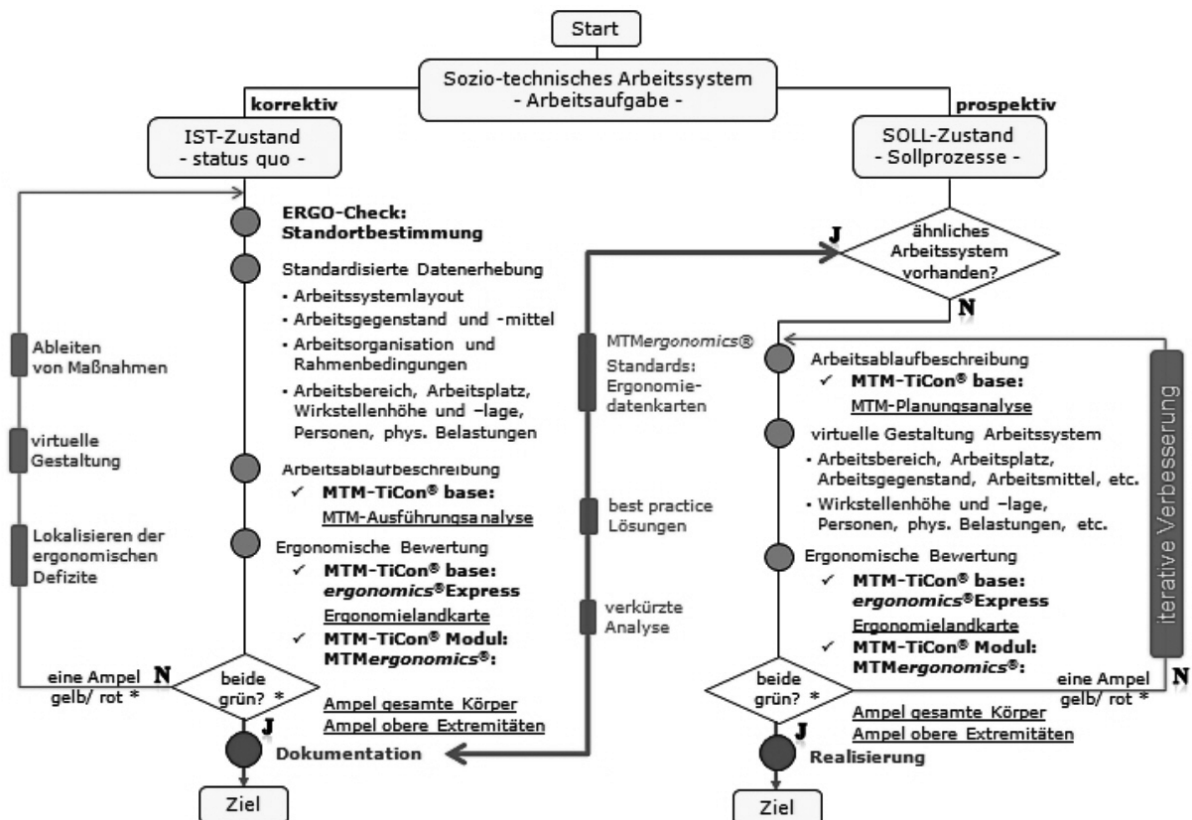 Start
Sozio-technisches Arbeitssystem
- Arbeitsaufgabe -
korrektiv
prospektiv
IST-Zustand
- status quo -
SOLL-Zustand
- Sollprozesse -
ERGO-Check:
Standortbestimmung
Standardisierte Datenerhebung
• Arbeitssystemlayout
• Arbeitsgegenstand und -mittel
• Arbeitsorganisation und
Rahmenbedingungen
• Arbeitsbereich, Arbeitsplatz,
Wirkstellenhöhe und –lage,
Personen, phys. Belastungen
Arbeitsablaufbeschreibung
✓ MTM-TiCon® base:
MTM-Ausführungsanalyse
Ergonomische Bewertung
✓ MTM-TiCon® base:
ergonomics®Express
Ergonomielandkarte
✓ MTM-TiCon® Modul:
MTMergonomics®:
Ampel gesamte Körper
Ampel obere Extremitäten
beide
grün? *
N
eine Ampel
gelb/ rot *
J
Dokumentation
Ziel
Ableiten
von Maßnahmen
virtuelle
Gestaltung
Lokalisieren der
ergonomischen
Defizite
MTMergonomics®
Standards:
Ergonomie-
datenkarten
best practice
Lösungen
verkürzte
Analyse
J
ähnliches
Arbeitssystem
vorhanden?
N
Arbeitsablaufbeschreibung
✓ MTM-TiCon® base:
MTM-Planungsanalyse
virtuelle Gestaltung Arbeitssystem
• Arbeitsbereich, Arbeitsplatz,
Arbeitsgegenstand, Arbeitsmittel, etc.
• Wirkstellenhöhe und –lage,
Personen, phys. Belastungen, etc.
Ergonomische Bewertung
✓ MTM-TiCon® base:
ergonomics®Express
Ergonomielandkarte
✓ MTM-TiCon® Modul:
MTMergonomics®:
Ampel gesamte Körper
Ampel obere Extremitäten
beide
grün? *
eine Ampel
gelb/ rot *
N
iterative Verbesserung
J
Realisierung
Ziel